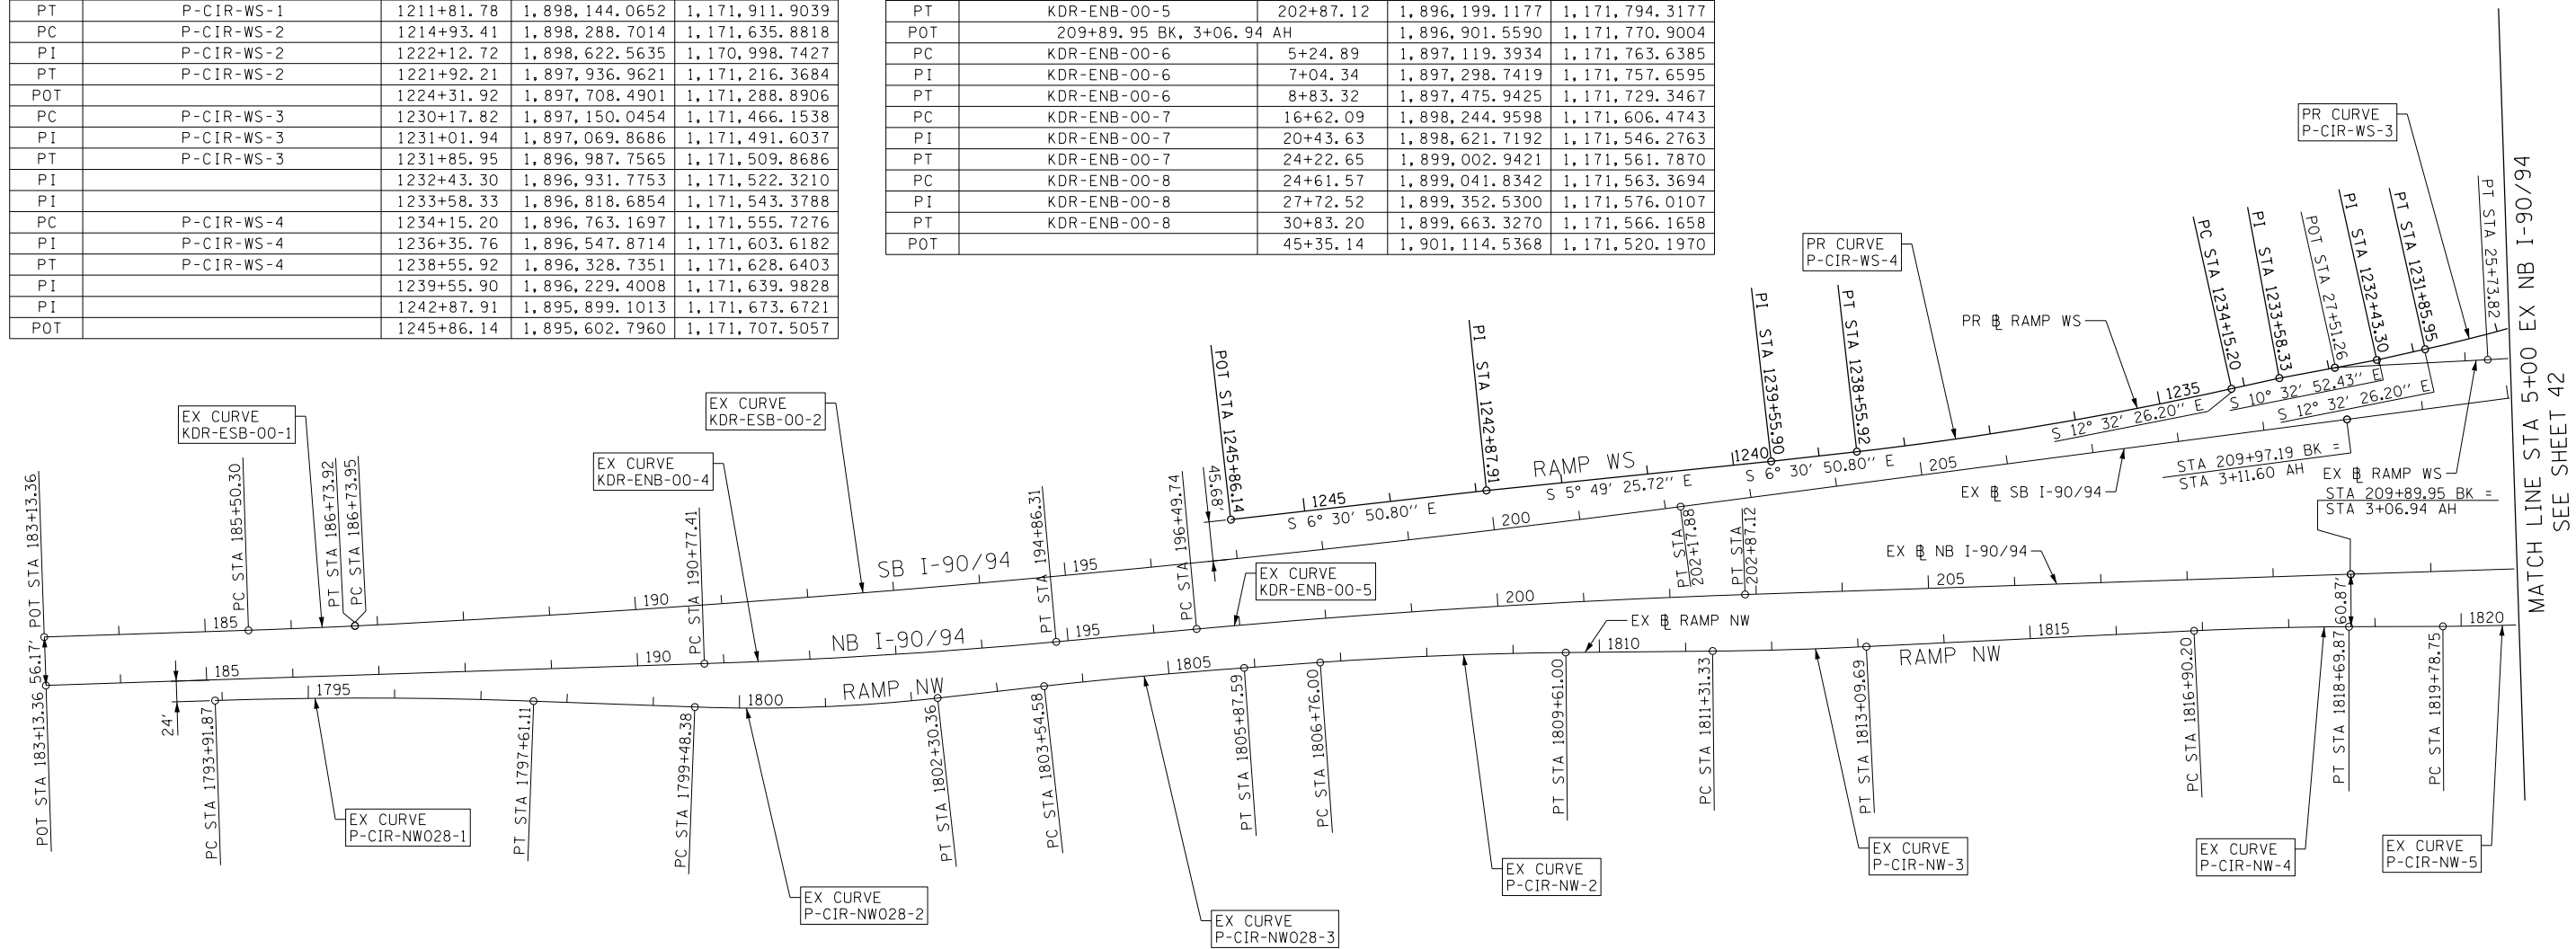 PT P-CIR-WS-1 1211+81.78 1,898,144.0652 1,171,911.9039
PC P-CIR-WS-2 1214+93.41 1,898,288.7014 1,171,635.8818
PI P-CIR-WS-2 1222+12.72 1,898,622.5635 1,170,998.7427
PT P-CIR-WS-2 1221+92.21 1,897,936.9621 1,171,216.3684
POT 1224+31.92 1,897,708.4901 1,171,288.8906
PC P-CIR-WS-3 1230+17.82 1,897,150.0454 1,171,466.1538
PI P-CIR-WS-3 1231+01.94 1,897,069.8686 1,171,491.6037
PT P-CIR-WS-3 1231+85.95 1,896,987.7565 1,171,509.8686
PI 1232+43.30 1,896,931.7753 1,171,522.3210
PI 1233+58.33 1,896,818.6854 1,171,543.3788
PC P-CIR-WS-4 1234+15.20 1,896,763.1697 1,171,555.7276
PI P-CIR-WS-4 1236+35.76 1,896,547.8714 1,171,603.6182
PT P-CIR-WS-4 1238+55.92 1,896,328.7351 1,171,628.6403
PI 1239+55.90 1,896,229.4008 1,171,639.9828
PI 1242+87.91 1,895,899.1013 1,171,673.6721
POT 1245+86.14 1,895,602.7960 1,171,707.5057
PT KDR-ENB-00-5 202+87.12 1,896,199.1177 1,171,794.3177
POT 209+89.95 BK, 3+06.94 AH 1,896,901.5590 1,171,770.9004
PC KDR-ENB-00-6 5+24.89 1,897,119.3934 1,171,763.6385
PI KDR-ENB-00-6 7+04.34 1,897,298.7419 1,171,757.6595
PT KDR-ENB-00-6 8+83.32 1,897,475.9425 1,171,729.3467
PC KDR-ENB-00-7 16+62.09 1,898,244.9598 1,171,606.4743
PI KDR-ENB-00-7 20+43.63 1,898,621.7192 1,171,546.2763
PT KDR-ENB-00-7 24+22.65 1,899,002.9421 1,171,561.7870
PC KDR-ENB-00-8 24+61.57 1,899,041.8342 1,171,563.3694
PI KDR-ENB-00-8 27+72.52 1,899,352.5300 1,171,576.0107
PT KDR-ENB-00-8 30+83.20 1,899,663.3270 1,171,566.1658
POT 45+35.14 1,901,114.5368 1,171,520.1970
PR CURVE
P-CIR-WS-3
PR CURVE
P-CIR-WS-4
PR ℄ RAMP WS
POT STA 1245+86.14
PI STA 1242+87.91
PI STA 1239+55.90
PT STA 1238+55.92
PC STA 1234+15.20
PI STA 1233+58.33
POT STA 27+51.26
PI STA 1232+43.30
PT STA 1231+85.95
PT STA 25+73.82
MATCH LINE STA 5+00 EX NB I-90/94
SEE SHEET 42
45.68'
1245
S 6° 30' 50.80'' E
RAMP WS
S 5° 49' 25.72'' E
1240
S 6° 30' 50.80'' E
1235
S 12° 32' 26.20'' E
S 10° 32' 52.43'' E
S 12° 32' 26.20'' E
STA 209+97.19 BK =
STA 3+11.60 AH
EX ℄ RAMP WS
STA 209+89.95 BK =
STA 3+06.94 AH
EX ℄ SB I-90/94
EX ℄ NB I-90/94
EX CURVE
KDR-ESB-00-1
EX CURVE
KDR-ESB-00-2
EX CURVE
KDR-ENB-00-4
EX CURVE
KDR-ENB-00-5
POT STA 183+13.36
56.17'
POT STA 183+13.36
PC STA 185+50.30
PT STA 186+73.92
PC STA 186+73.95
PC STA 190+77.41
PT STA 194+86.31
PC STA 196+49.74
PT STA
202+17.88
PT STA
202+87.12
185
190
SB I-90/94
195
200
205
185
190
NB I-90/94
195
200
205
60.87'
24'
1795
1800
RAMP NW
1805
EX ℄ RAMP NW
1810
RAMP NW
1815
1820
PC STA 1793+91.87
PT STA 1797+61.11
PC STA 1799+48.38
PT STA 1802+30.36
PC STA 1803+54.58
PT STA 1805+87.59
PC STA 1806+76.00
PT STA 1809+61.00
PC STA 1811+31.33
PT STA 1813+09.69
PC STA 1816+90.20
PT STA 1818+69.87
PC STA 1819+78.75
EX CURVE
P-CIR-NW028-1
EX CURVE
P-CIR-NW028-2
EX CURVE
P-CIR-NW028-3
EX CURVE
P-CIR-NW-2
EX CURVE
P-CIR-NW-3
EX CURVE
P-CIR-NW-4
EX CURVE
P-CIR-NW-5